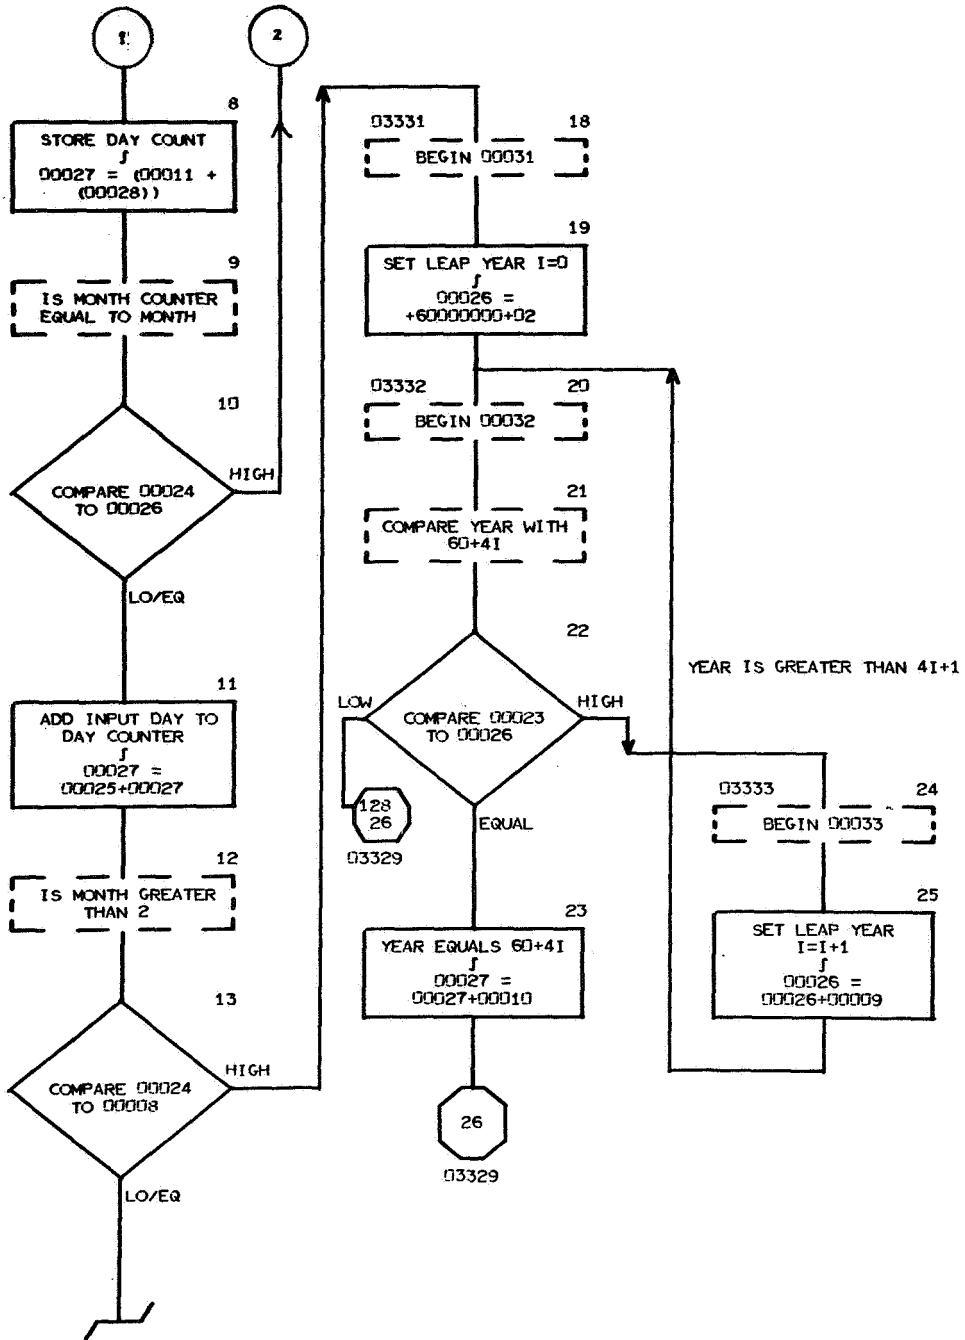 1
2
8
STORE DAY COUNT
00027 = (00011 +
(00028))
9
IS MONTH COUNTER
EQUAL TO MONTH
10
HIGH
COMPARE 00024
TO 00026
LO/EQ
11
ADD INPUT DAY TO
DAY COUNTER
00027 =
00025+00027
12
IS MONTH GREATER
THAN 2
13
HIGH
COMPARE 00024
TO 00008
LO/EQ
03331
18
BEGIN 00031
19
SET LEAP YEAR I=0
00026 =
+60000000+02
03332
20
BEGIN 00032
21
COMPARE YEAR WITH
60+4I
22
LOW
HIGH
COMPARE 00023
TO 00026
128
26
03329
EQUAL
23
YEAR EQUALS 60+4I
00027 =
00027+00010
26
03329
YEAR IS GREATER THAN 4I+1
03333
24
BEGIN 00033
25
SET LEAP YEAR
I=I+1
00026 =
00026+00009